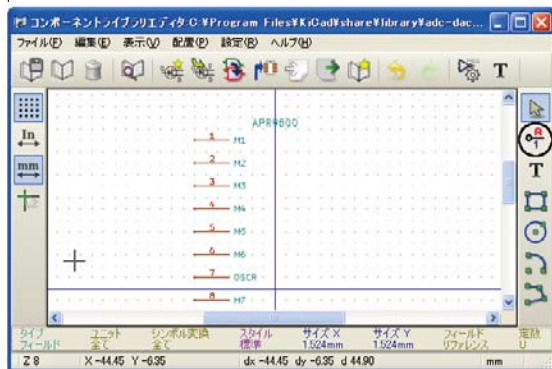 コンポーネントライブラリエディタ:C:¥Program Files¥KiCad¥share¥library¥adc-dac...
ファイル(F) 編集(E) 表示(V) 配置(P) 設定(R) ヘルプ(H)
T
In
mm
A
1
T
APR9600
1 M1
2 M2
3 M3
4 M4
5 M5
6 M6
7 OSCR
8 M7
タイプ ユニット シンボル変換 スタイル サイズ X サイズ Y フィールド 電源
フィールド 全て 全て 標準 1.524mm 1.524mm リファレンス U
Z 8 X -44.45 Y -6.35 dx -44.45 dy -6.35 d 44.90 mm